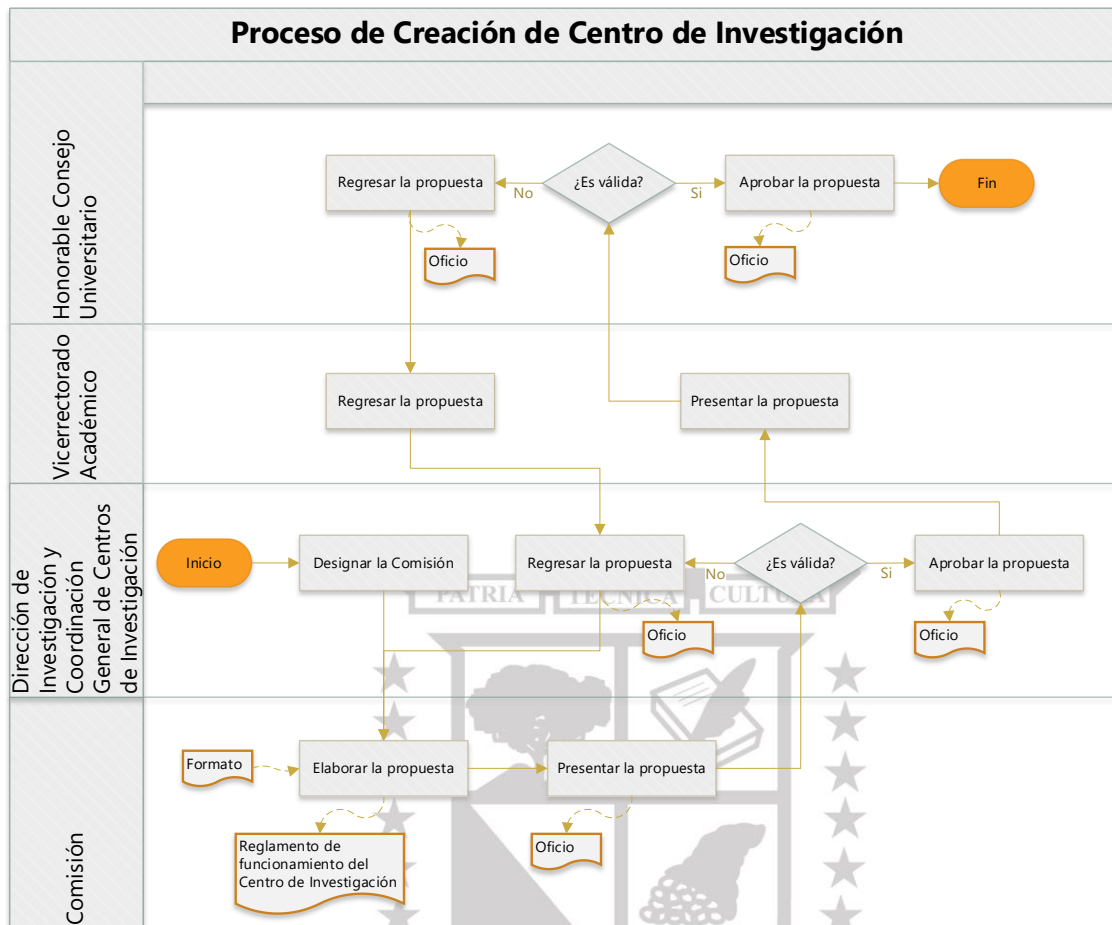 Proceso de Creación de Centro de Investigación
Honorable Consejo
Universitario
Regresar la propuesta
No
¿Es válida?
Si
Aprobar la propuesta
Fin
Oficio
Oficio
Vicerrectorado
Académico
Regresar la propuesta
Presentar la propuesta
Dirección de
Investigación y
Coordinación
General de Centros
de Investigación
Inicio
Designar la Comisión
Regresar la propuesta
No
¿Es válida?
Si
Aprobar la propuesta
PATRIA
TECNICA
CULTURA
Oficio
Oficio
Comisión
Formato
Elaborar la propuesta
Presentar la propuesta
Reglamento de
funcionamiento del
Centro de Investigación
Oficio